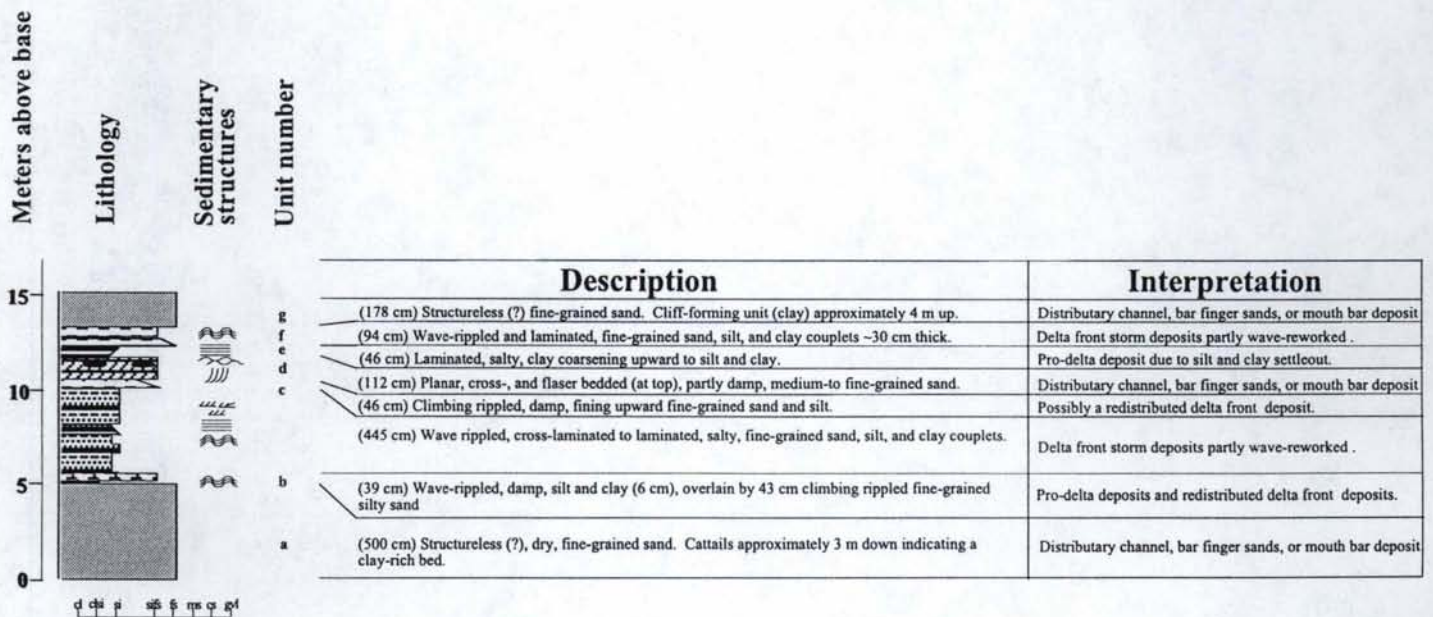 Meters above base
Lithology
Sedimentary
structures
Unit number
Description
Interpretation
15
10
5
0
g
(178 cm) Structureless (?) fine-grained sand. Cliff-forming unit (clay) approximately 4 m up.
Distributary channel, bar finger sands, or mouth bar deposit
f
(94 cm) Wave-rippled and laminated, fine-grained sand, silt, and clay couplets ~30 cm thick.
Delta front storm deposits partly wave-reworked .
e
(46 cm) Laminated, salty, clay coarsening upward to silt and clay.
Pro-delta deposit due to silt and clay settleout.
d
(112 cm) Planar, cross-, and flaser bedded (at top), partly damp, medium-to fine-grained sand.
Distributary channel, bar finger sands, or mouth bar deposit
c
(46 cm) Climbing rippled, damp, fining upward fine-grained sand and silt.
Possibly a redistributed delta front deposit.
(445 cm) Wave rippled, cross-laminated to laminated, salty, fine-grained sand, silt, and clay couplets.
Delta front storm deposits partly wave-reworked .
b
(39 cm) Wave-rippled, damp, silt and clay (6 cm), overlain by 43 cm climbing rippled fine-grained
silty sand
Pro-delta deposits and redistributed delta front deposits.
a
(500 cm) Structureless (?), dry, fine-grained sand. Cattails approximately 3 m down indicating a
clay-rich bed.
Distributary channel, bar finger sands, or mouth bar deposit
cl si fs ms cs gvl